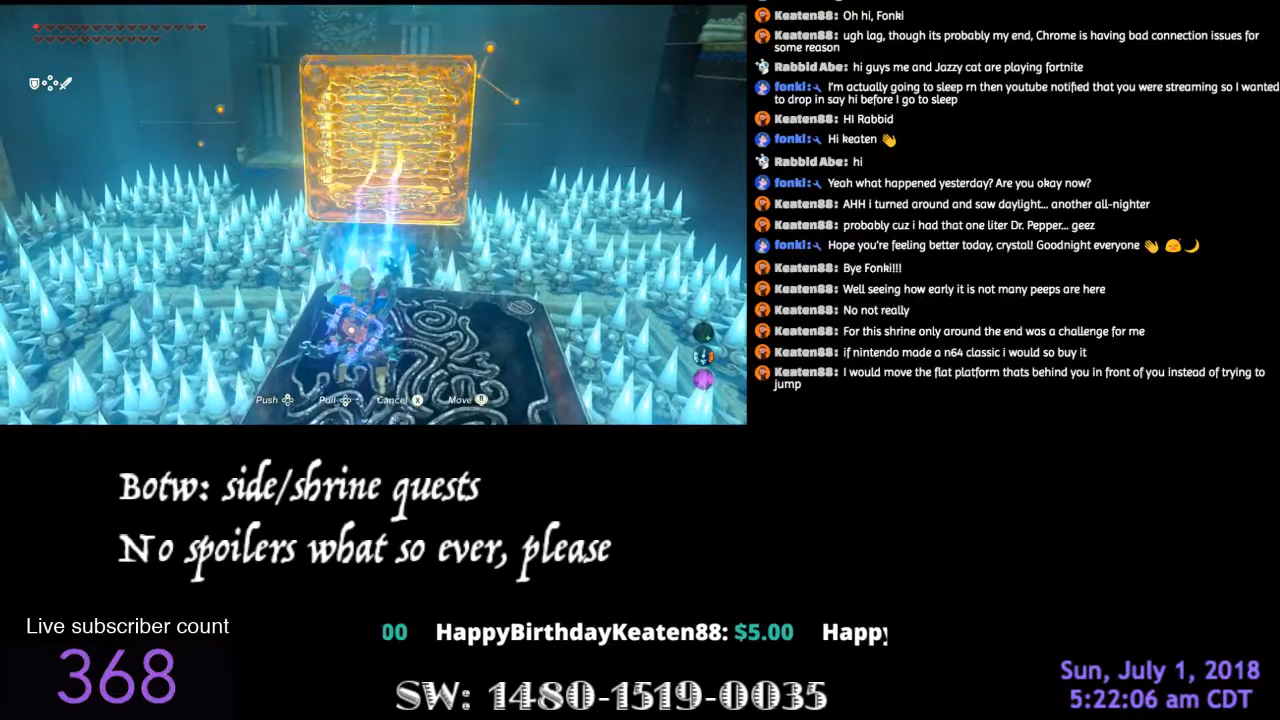 Keaten88: Oh hi, Fonki
Keaten88: ugh lag, though its probably my end, Chrome is having bad connection issues for
some reason
Rabbid Abe: hi guys me and Jazzy cat are playing fortnite
fonki: I'm actually going to sleep rn then youtube notified that you were streaming so I wanted
to drop in say hi before I go to sleep
Keaten88: HI Rabbid
fonki: Hi keaten 👋
Rabbid Abe: hi
fonki: Yeah what happened yesterday? Are you okay now?
Keaten88: AHH i turned around and saw daylight... another all-nighter
Keaten88: probably cuz i had that one liter Dr. Pepper... geez
fonki: Hope you're feeling better today, crystal! Goodnight everyone 👋 😴 🌙
Keaten88: Bye Fonki!!!
Keaten88: Well seeing how early it is not many peeps are here
Keaten88: No not really
Keaten88: For this shrine only around the end was a challenge for me
Keaten88: if nintendo made a n64 classic i would so buy it
Keaten88: I would move the flat platform thats behind you in front of you instead of trying to
jump
Push Pull Cancel X Move R
Botw: side/shrine quests
No spoilers what so ever, please
Live subscriber count
368
00 HappyBirthdayKeaten88: $5.00 Happy
SW: 1480-1519-0035
Sun, July 1, 2018
5:22:06 am CDT